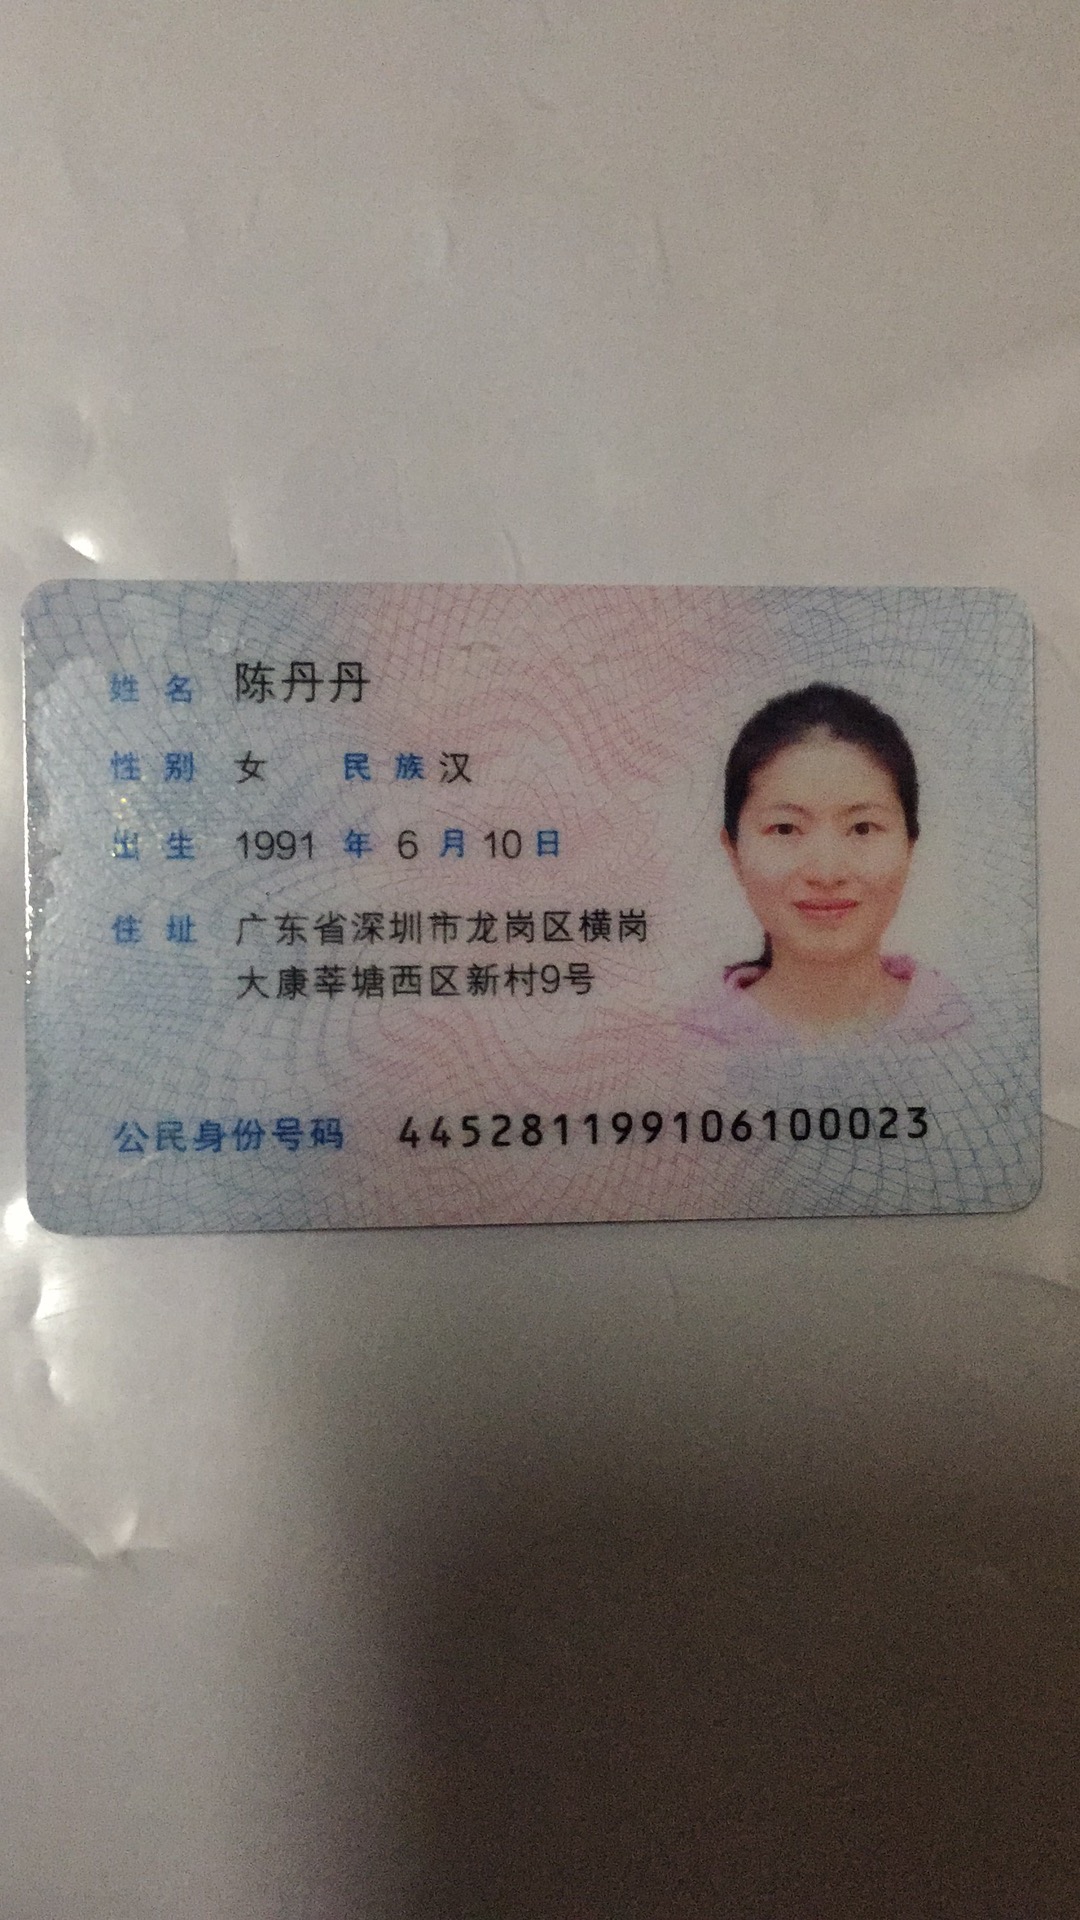 姓名 陈丹丹
性别 女 民族 汉
出生 1991 年 6 月 10 日
住址 广东省深圳市龙岗区横岗
大康莘塘西区新村9号
公民身份号码 445281199106100023